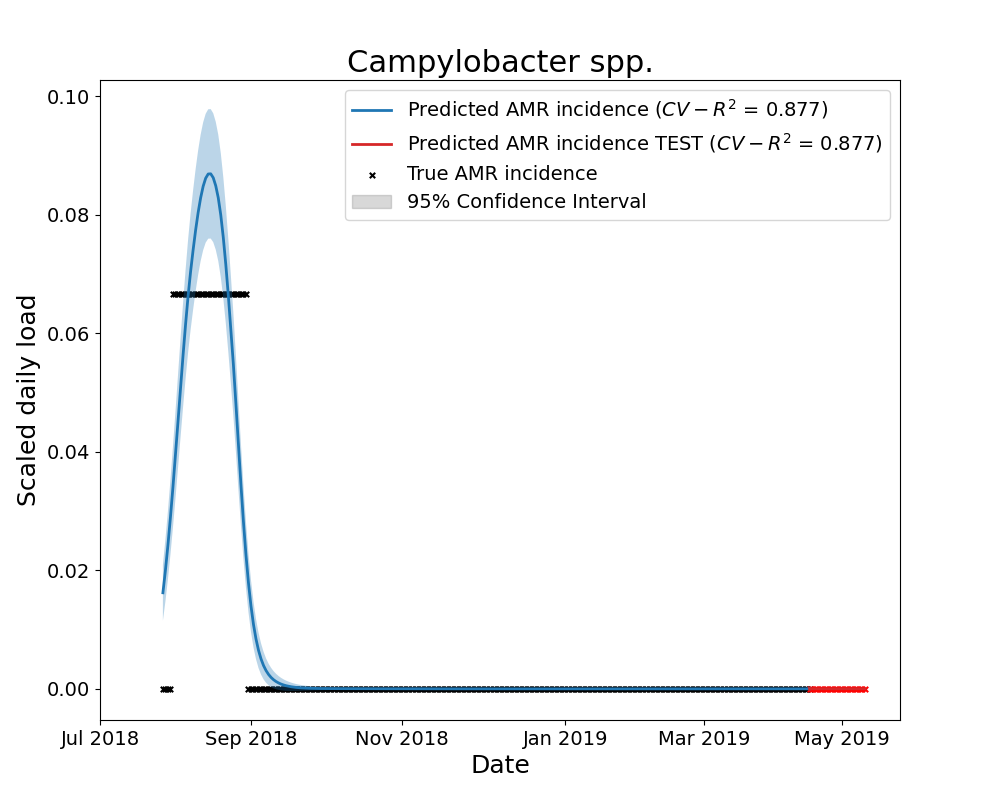 Campylobacter spp.
Predicted AMR incidence (CV − R² = 0.877)
Predicted AMR incidence TEST (CV − R² = 0.877)
True AMR incidence
95% Confidence Interval
Scaled daily load
0.10
0.08
0.06
0.04
0.02
0.00
Jul 2018 Sep 2018 Nov 2018 Jan 2019 Mar 2019 May 2019
Date